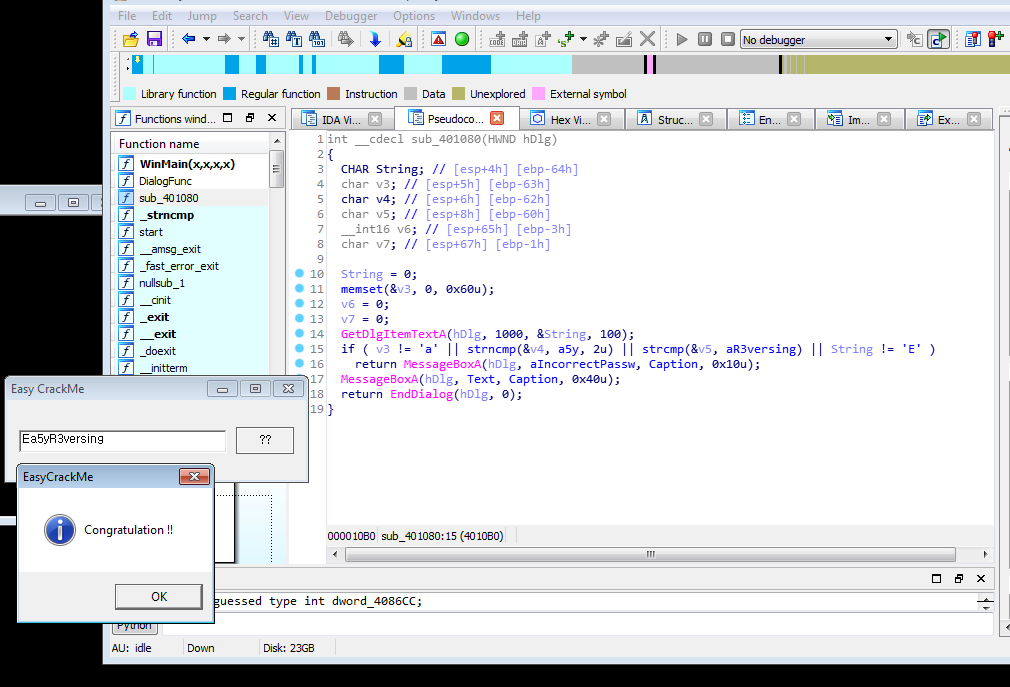 File Edit Jump Search View Debugger Options Windows Help
No debugger
Library function Regular function Instruction Data Unexplored External symbol
Functions wind... IDA Vi... Pseudoco... Hex Vi... Struc... En... Im... Ex...
Function name
WinMain(x,x,x,x)
DialogFunc
sub_401080
_strncmp
start
__amsg_exit
_fast_error_exit
nullsub_1
__cinit
_exit
__exit
_doexit
__initterm
1 int __cdecl sub_401080(HWND hDlg)
2 {
3 CHAR String; // [esp+4h] [ebp-64h]
4 char v3; // [esp+5h] [ebp-63h]
5 char v4; // [esp+6h] [ebp-62h]
6 char v5; // [esp+8h] [ebp-60h]
7 __int16 v6; // [esp+65h] [ebp-3h]
8 char v7; // [esp+67h] [ebp-1h]
9
10 String = 0;
11 memset(&v3, 0, 0x60u);
12 v6 = 0;
13 v7 = 0;
14 GetDlgItemTextA(hDlg, 1000, &String, 100);
15 if ( v3 != 'a' || strncmp(&v4, a5y, 2u) || strcmp(&v5, aR3versing) || String != 'E' )
16 return MessageBoxA(hDlg, aIncorrectPassw, Caption, 0x10u);
17 MessageBoxA(hDlg, Text, Caption, 0x40u);
18 return EndDialog(hDlg, 0);
19 }
Easy CrackMe
Ea5yR3versing
??
EasyCrackMe
Congratulation !!
OK
000010B0 sub_401080:15 (4010B0)
guessed type int dword_4086CC;
Python
AU: idle Down Disk: 23GB